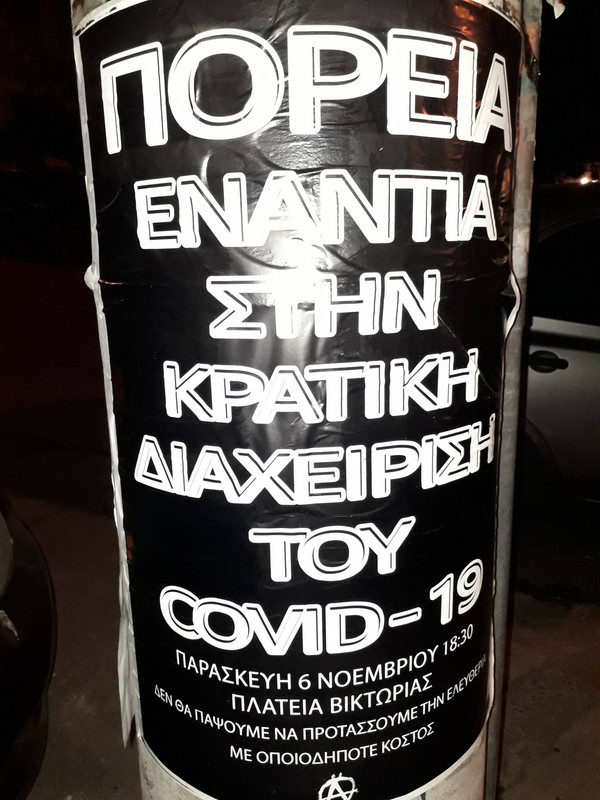 ΠΟΡΕΙΑ
ΕΝΑΝΤΙΑ
ΣΤΗΝ
ΚΡΑΤΙΚΗ
ΔΙΑΧΕΙΡΙΣΗ
ΤΟΥ
COVID-19
ΠΑΡΑΣΚΕΥΗ 6 ΝΟΕΜΒΡΙΟΥ 18:30
ΠΛΑΤΕΙΑ ΒΙΚΤΩΡΙΑΣ
ΔΕΝ ΘΑ ΠΑΨΟΥΜΕ ΝΑ ΠΡΟΤΑΣΣΟΥΜΕ ΤΗΝ ΕΛΕΥΘΕΡΙΑ
ΜΕ ΟΠΟΙΟΔΗΠΟΤΕ ΚΟΣΤΟΣ